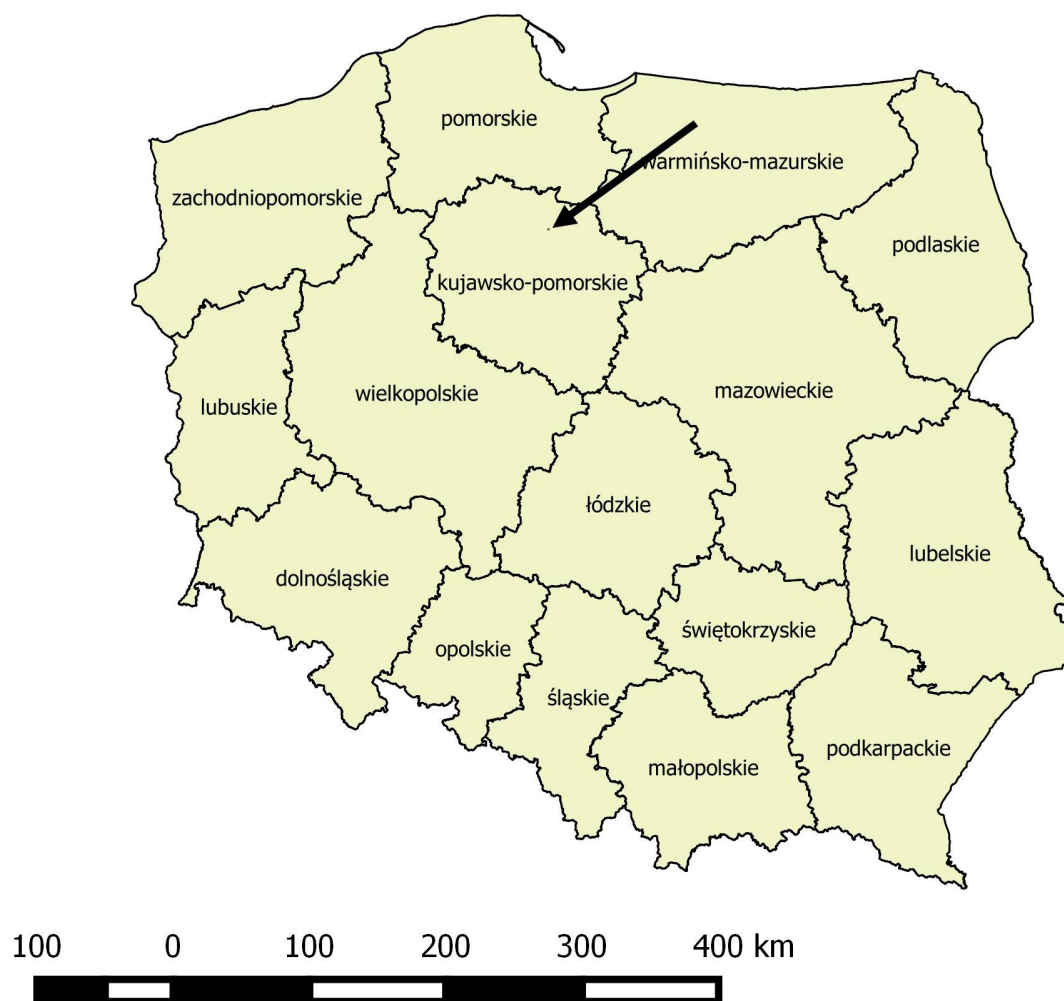 pomorskie
warmińsko-mazurskie
zachodniopomorskie
podlaskie
kujawsko-pomorskie
mazowieckie
wielkopolskie
lubuskie
łódzkie
lubelskie
dolnośląskie
świętokrzyskie
opolskie
śląskie
podkarpackie
małopolskie
100 0 100 200 300 400 km